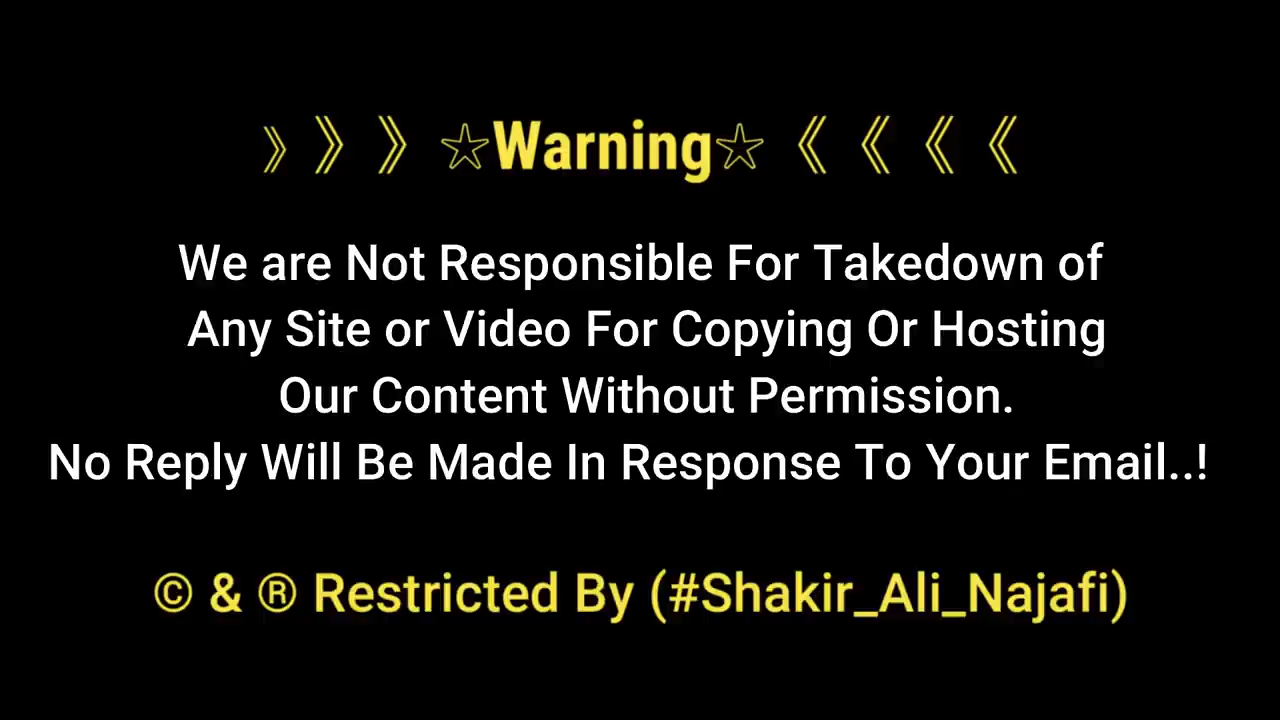 》》》☆Warning☆《《《《
We are Not Responsible For Takedown of
Any Site or Video For Copying Or Hosting
Our Content Without Permission.
No Reply Will Be Made In Response To Your Email..!
© & ® Restricted By (#Shakir_Ali_Najafi)